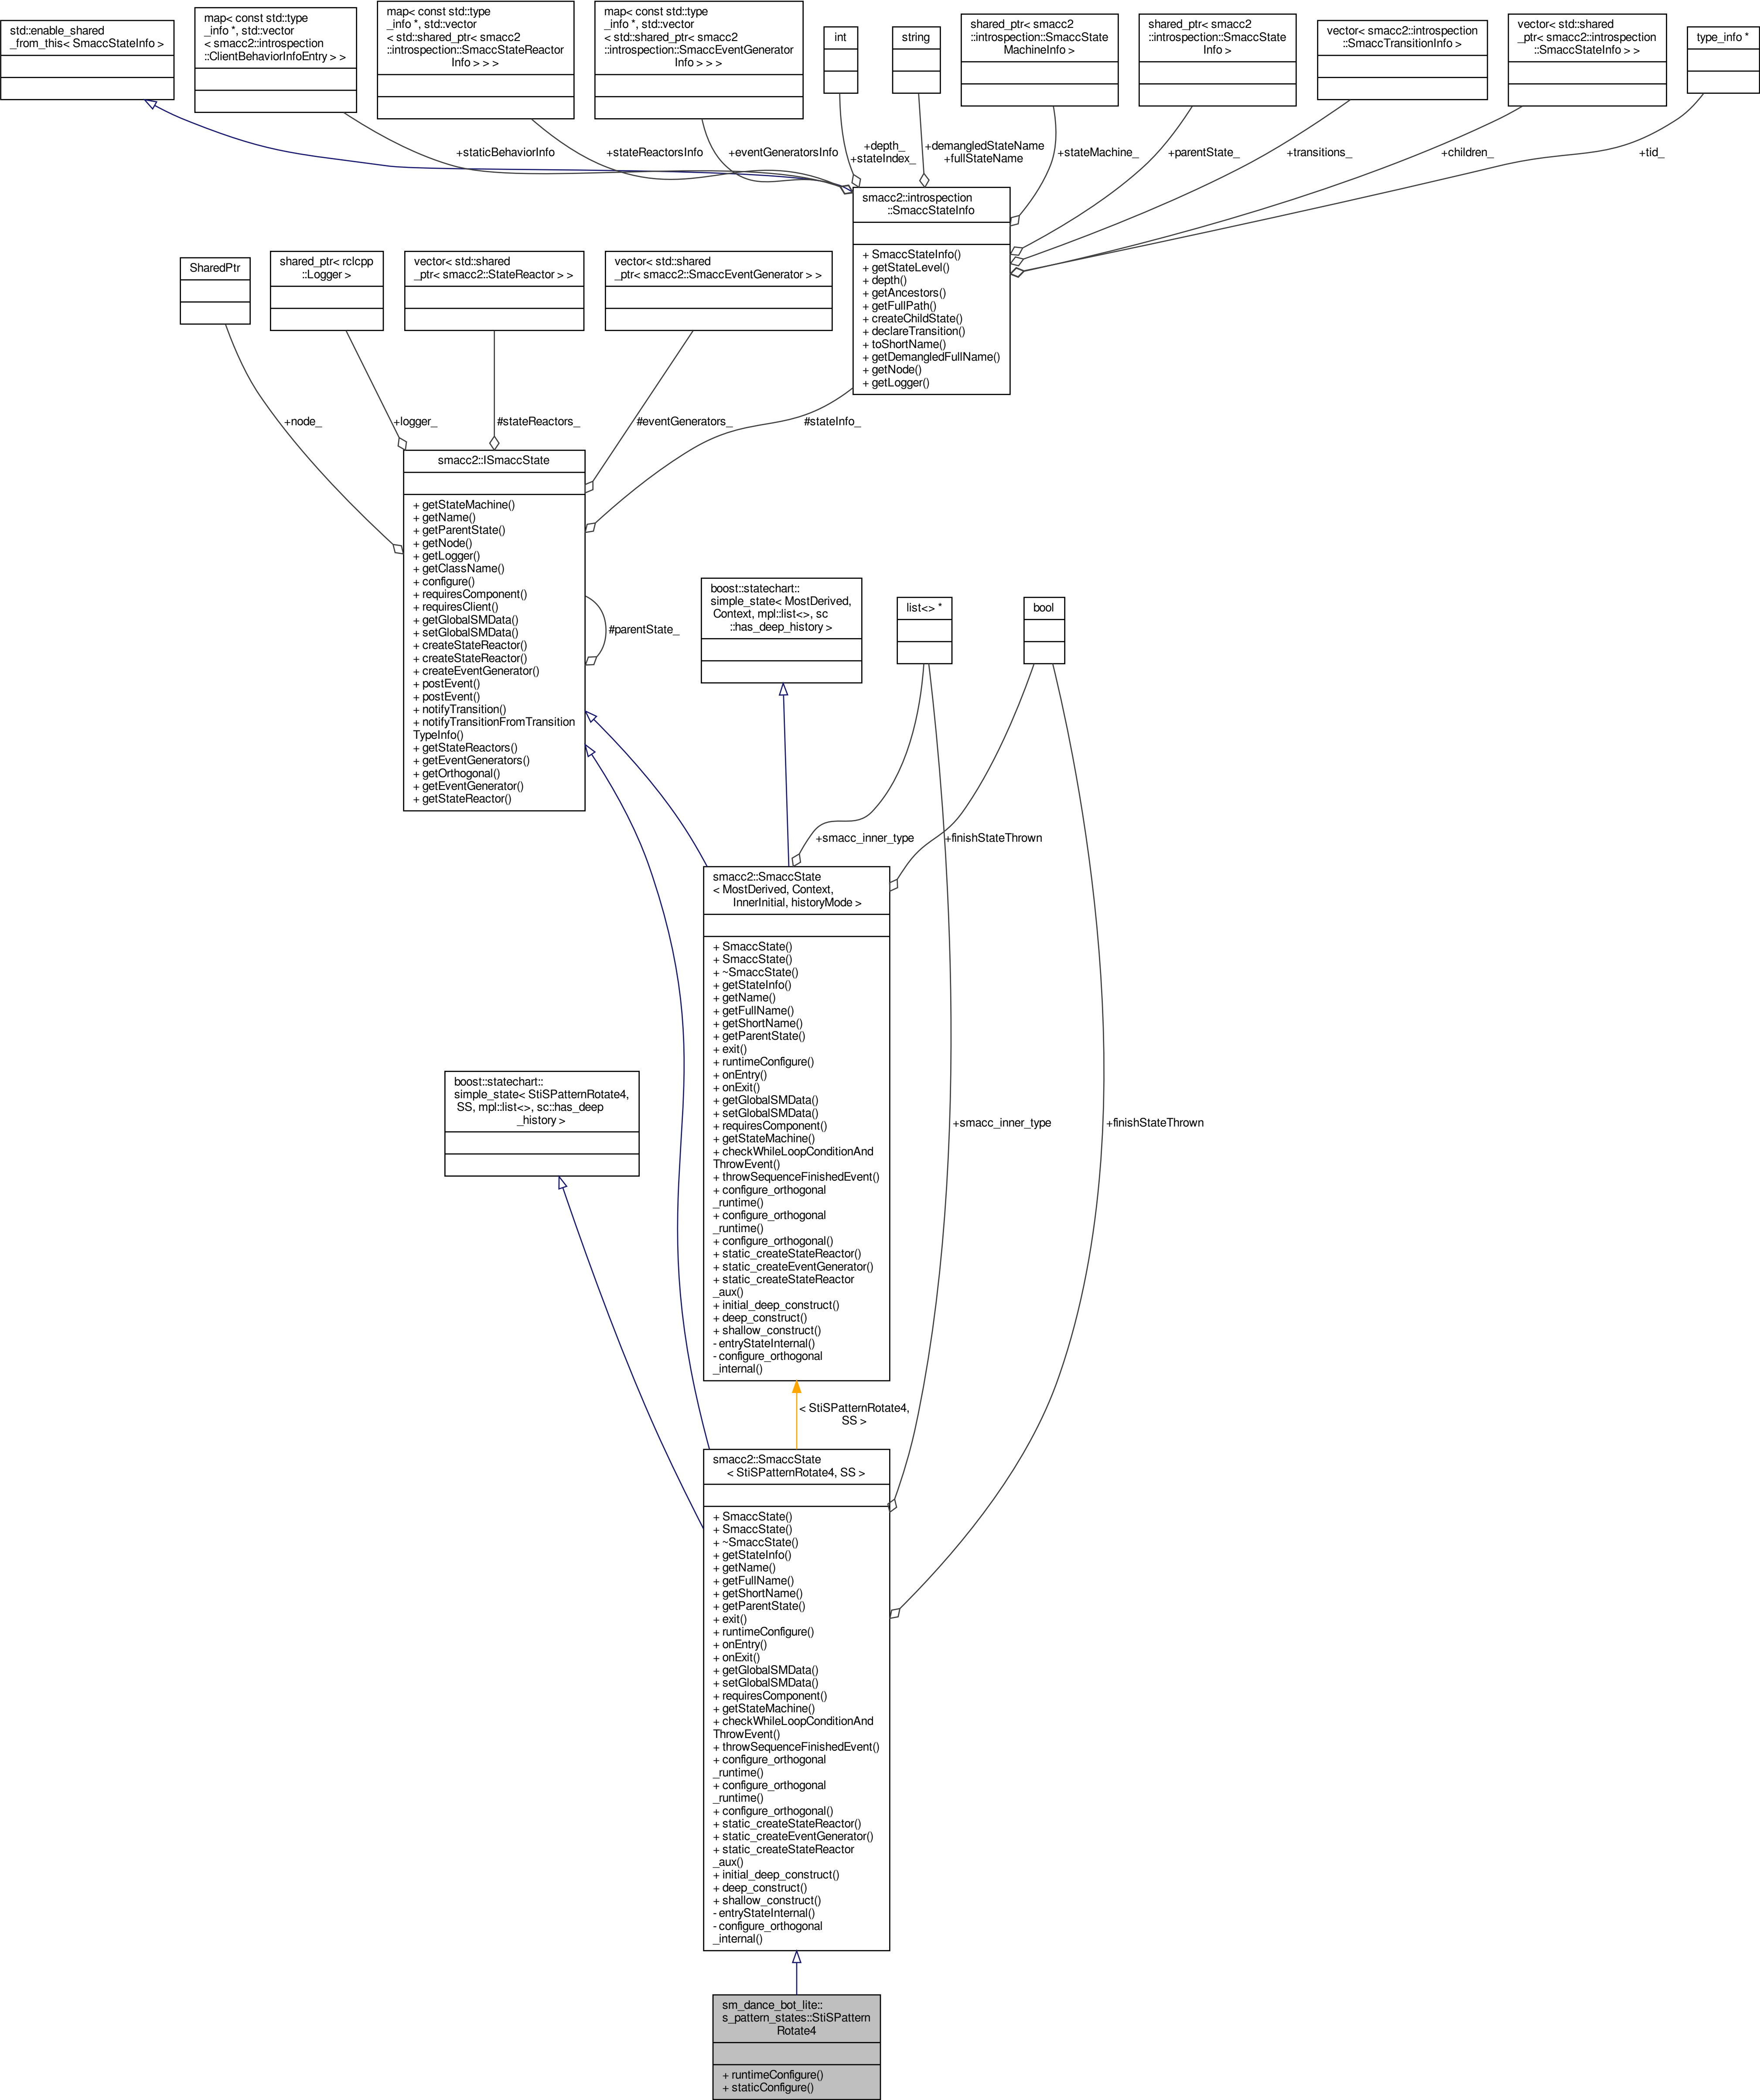 std::enable_shared
_from_this< SmaccStateInfo >
map< const std::type
_info *, std::vector
< smacc2::introspection
::ClientBehaviorInfoEntry > >
map< const std::type
_info *, std::vector
< std::shared_ptr< smacc2
::introspection::SmaccStateReactor
Info > > >
map< const std::type
_info *, std::vector
< std::shared_ptr< smacc2
::introspection::SmaccEventGenerator
Info > > >
int
string
shared_ptr< smacc2
::introspection::SmaccState
MachineInfo >
shared_ptr< smacc2
::introspection::SmaccState
Info >
vector< smacc2::introspection
::SmaccTransitionInfo >
vector< std::shared
_ptr< smacc2::introspection
::SmaccStateInfo > >
type_info *
+staticBehaviorInfo
+stateReactorsInfo
+eventGeneratorsInfo
+depth_
+stateIndex_
+demangledStateName
+fullStateName
+stateMachine_
+parentState_
+transitions_
+children_
+tid_
smacc2::introspection
::SmaccStateInfo
+ SmaccStateInfo()
+ getStateLevel()
+ depth()
+ getAncestors()
+ getFullPath()
+ createChildState()
+ declareTransition()
+ toShortName()
+ getDemangledFullName()
+ getNode()
+ getLogger()
SharedPtr
shared_ptr< rclcpp
::Logger >
vector< std::shared
_ptr< smacc2::StateReactor > >
vector< std::shared
_ptr< smacc2::SmaccEventGenerator > >
+node_
+logger_
#stateReactors_
#eventGenerators_
#stateInfo_
smacc2::ISmaccState
+ getStateMachine()
+ getName()
+ getParentState()
+ getNode()
+ getLogger()
+ getClassName()
+ configure()
+ requiresComponent()
+ requiresClient()
+ getGlobalSMData()
+ setGlobalSMData()
+ createStateReactor()
+ createStateReactor()
+ createEventGenerator()
+ postEvent()
+ postEvent()
+ notifyTransition()
+ notifyTransitionFromTransition
TypeInfo()
+ getStateReactors()
+ getEventGenerators()
+ getOrthogonal()
+ getEventGenerator()
+ getStateReactor()
#parentState_
boost::statechart::
simple_state< MostDerived,
Context, mpl::list<>, sc
::has_deep_history >
list<> *
bool
+smacc_inner_type
+finishStateThrown
smacc2::SmaccState
< MostDerived, Context,
InnerInitial, historyMode >
+ SmaccState()
+ SmaccState()
+ ~SmaccState()
+ getStateInfo()
+ getName()
+ getFullName()
+ getShortName()
+ getParentState()
+ exit()
+ runtimeConfigure()
+ onEntry()
+ onExit()
+ getGlobalSMData()
+ setGlobalSMData()
+ requiresComponent()
+ getStateMachine()
+ checkWhileLoopConditionAnd
ThrowEvent()
+ throwSequenceFinishedEvent()
+ configure_orthogonal
_runtime()
+ configure_orthogonal
_runtime()
+ configure_orthogonal()
+ static_createStateReactor()
+ static_createEventGenerator()
+ static_createStateReactor
_aux()
+ initial_deep_construct()
+ deep_construct()
+ shallow_construct()
- entryStateInternal()
- configure_orthogonal
_internal()
boost::statechart::
simple_state< StiSPatternRotate4,
SS, mpl::list<>, sc::has_deep
_history >
+smacc_inner_type
+finishStateThrown
< StiSPatternRotate4,
SS >
smacc2::SmaccState
< StiSPatternRotate4, SS >
+ SmaccState()
+ SmaccState()
+ ~SmaccState()
+ getStateInfo()
+ getName()
+ getFullName()
+ getShortName()
+ getParentState()
+ exit()
+ runtimeConfigure()
+ onEntry()
+ onExit()
+ getGlobalSMData()
+ setGlobalSMData()
+ requiresComponent()
+ getStateMachine()
+ checkWhileLoopConditionAnd
ThrowEvent()
+ throwSequenceFinishedEvent()
+ configure_orthogonal
_runtime()
+ configure_orthogonal
_runtime()
+ configure_orthogonal()
+ static_createStateReactor()
+ static_createEventGenerator()
+ static_createStateReactor
_aux()
+ initial_deep_construct()
+ deep_construct()
+ shallow_construct()
- entryStateInternal()
- configure_orthogonal
_internal()
sm_dance_bot_lite::
s_pattern_states::StiSPattern
Rotate4
+ runtimeConfigure()
+ staticConfigure()